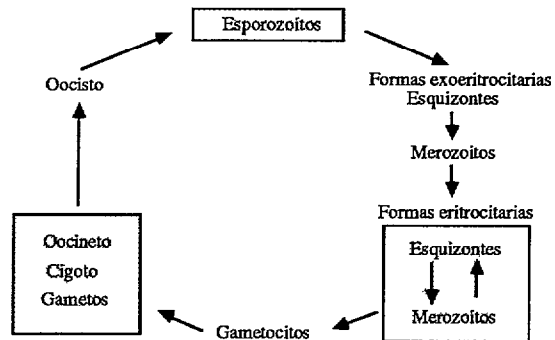 Esporozoitos
Oocisto
Formas exoeritrocitarias
Esquizontes
Merozoitos
Formas eritrocitarias
Esquizontes
Merozoitos
Gametocitos
Oocineto
Cigoto
Gametos